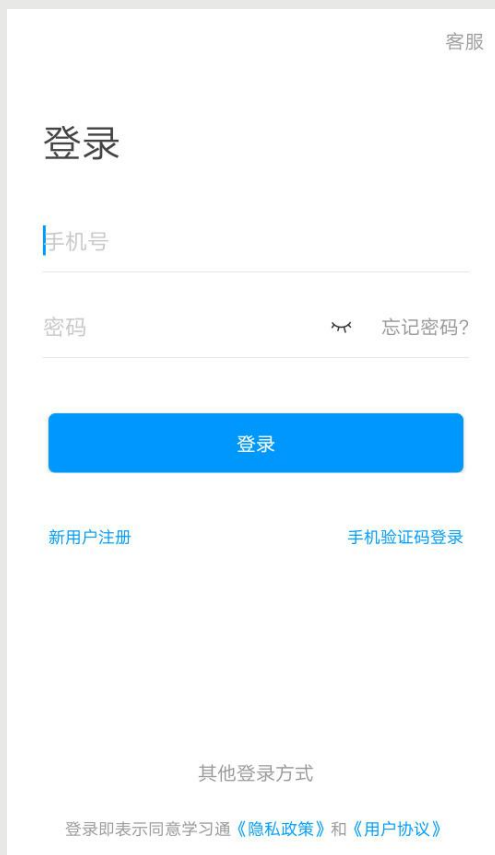 客服
登录
手机号
密码 忘记密码?
登录
新用户注册 手机验证码登录
其他登录方式
登录即表示同意学习通《隐私政策》和《用户协议》